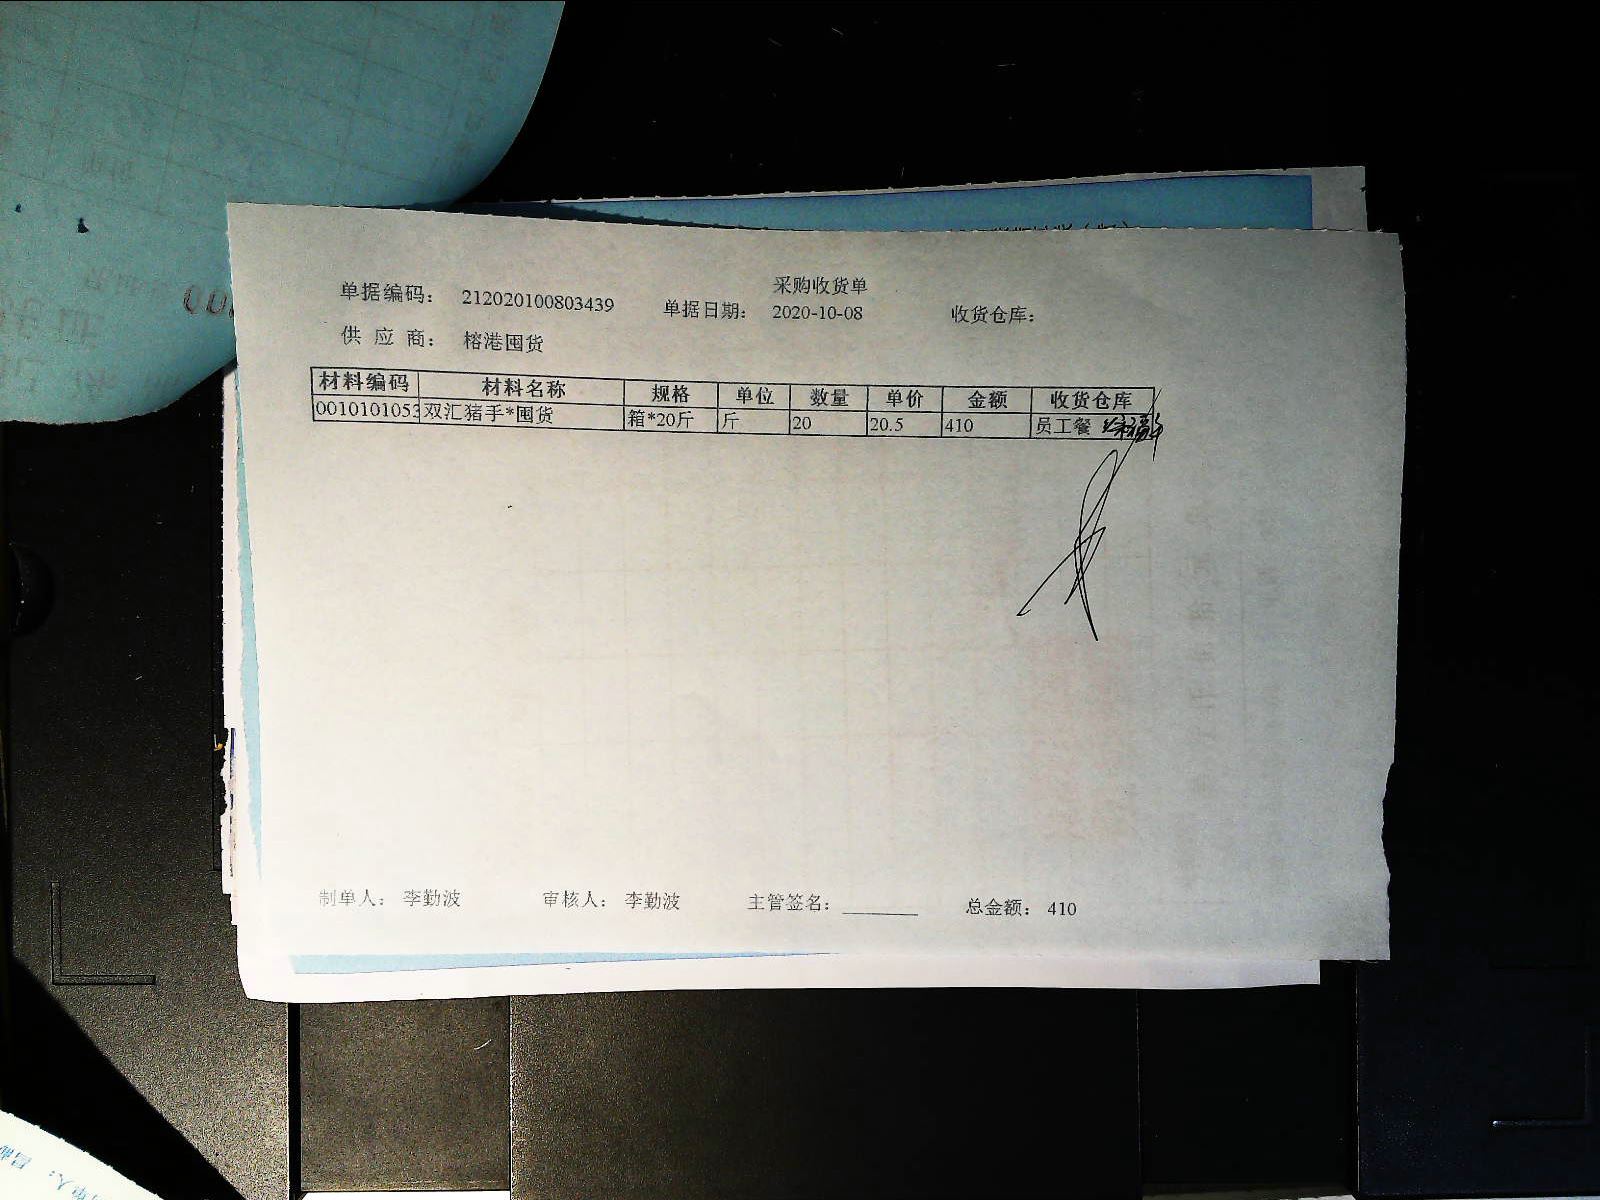 采购收货单
单据编码： 212020100803439 单据日期： 2020-10-08 收货仓库：
供 应 商： 榕港囤货
材料编码 材料名称 规格 单位 数量 单价 金额 收货仓库
0010101053 双汇猪手*囤货 箱*20斤 斤 20 20.5 410 员工餐
制单人： 李勤波 审核人： 李勤波 主管签名： 总金额： 410